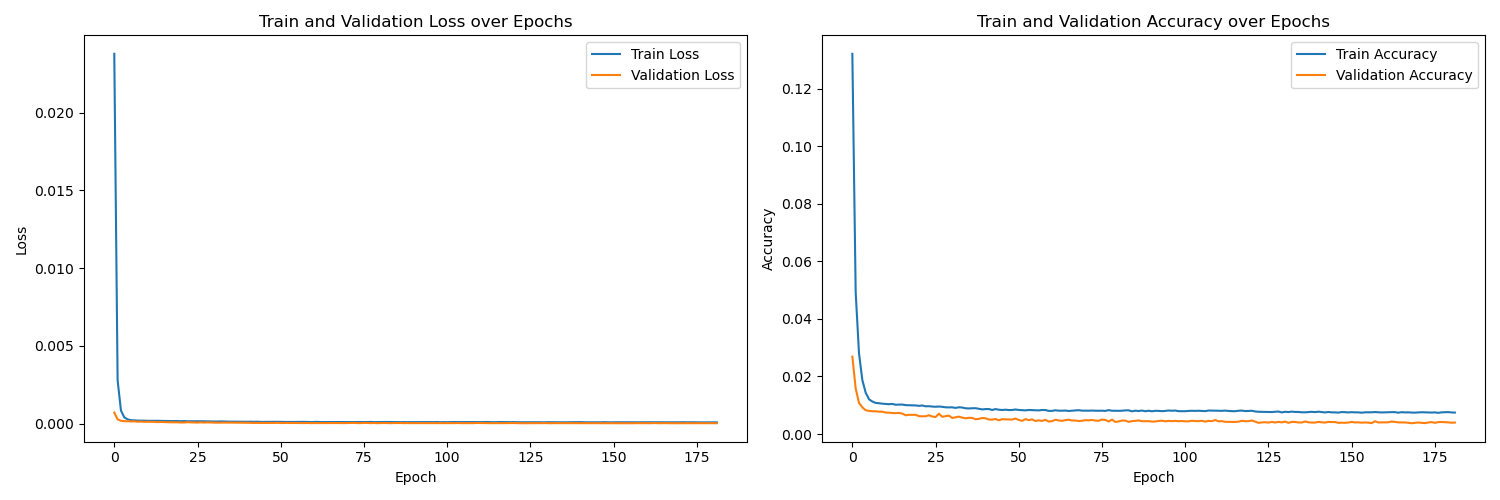 Train and Validation Loss over Epochs
Train Loss
Validation Loss
0.020
0.015
0.010
0.005
0.000
Loss
0
25
50
75
100
125
150
175
Epoch
Train and Validation Accuracy over Epochs
Train Accuracy
Validation Accuracy
0.12
0.10
0.08
0.06
0.04
0.02
0.00
Accuracy
0
25
50
75
100
125
150
175
Epoch